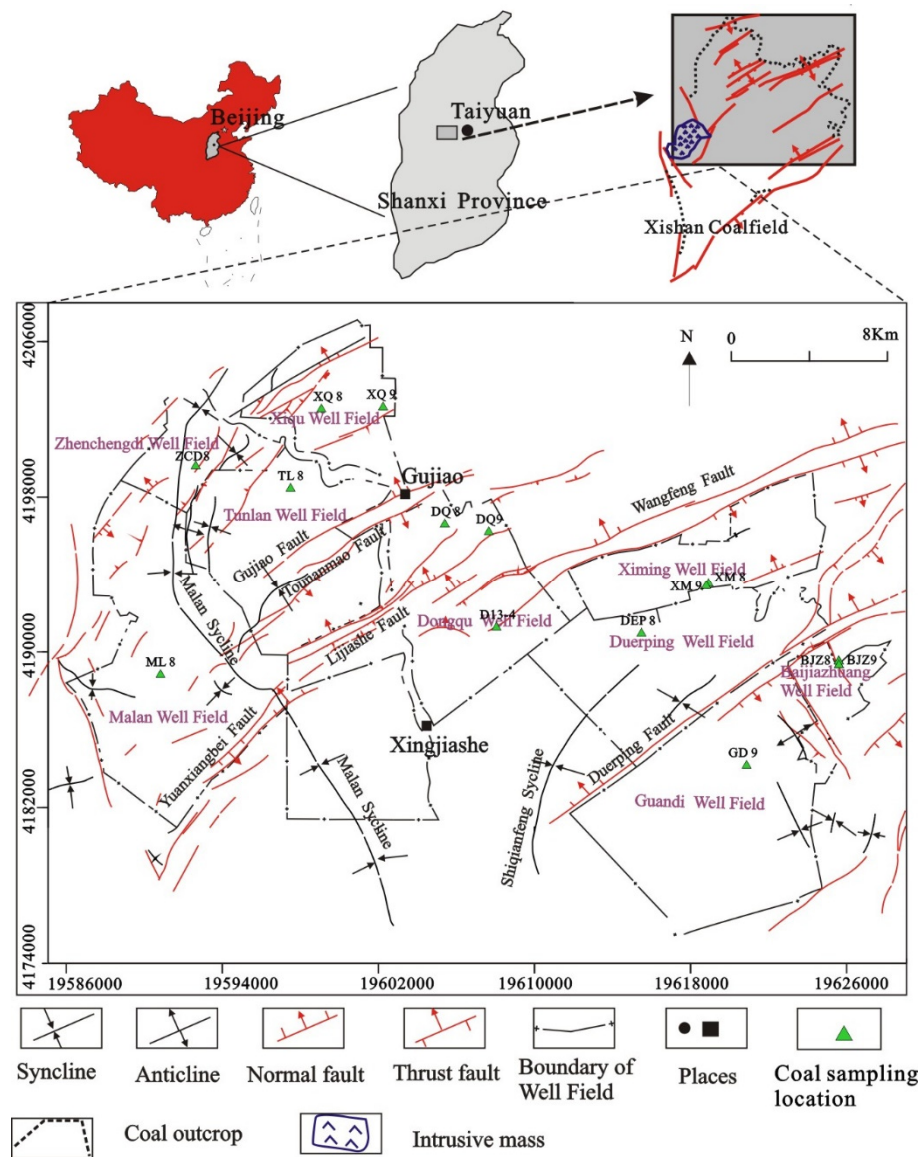 Beijing
Taiyuan
Shanxi Province
Xishan Coalfield
4206000
4198000
4190000
4182000
4174000
N
0
8Km
XQ 8
XQ 9
Xiqu Well Field
Zhenchengdi Well Field
ZCD8
TL 8
Tunlan Well Field
Gujiao
DQ 8
DQ9
Wangfeng Fault
Gujiao Fault
Tounanmao Fault
Lijiashe Fault
Ximing Well Field
XM 9
XM 8
Dongqu Well Field
D13-4
DEP 8
Duerping Well Field
Malan Sycline
ML 8
Malan Well Field
BJZ8
BJZ9
Baijiazhuang
Well Field
Yuanxiangbei Fault
Xingjiashe
Malan Sycline
Shiqianfeng Sycline
Duerping Fault
GD 9
Guandi Well Field
19586000
19594000
19602000
19610000
19618000
19626000
Syncline
Anticline
Normal fault
Thrust fault
Boundary of
Well Field
Places
Coal sampling
location
Coal outcrop
Intrusive mass